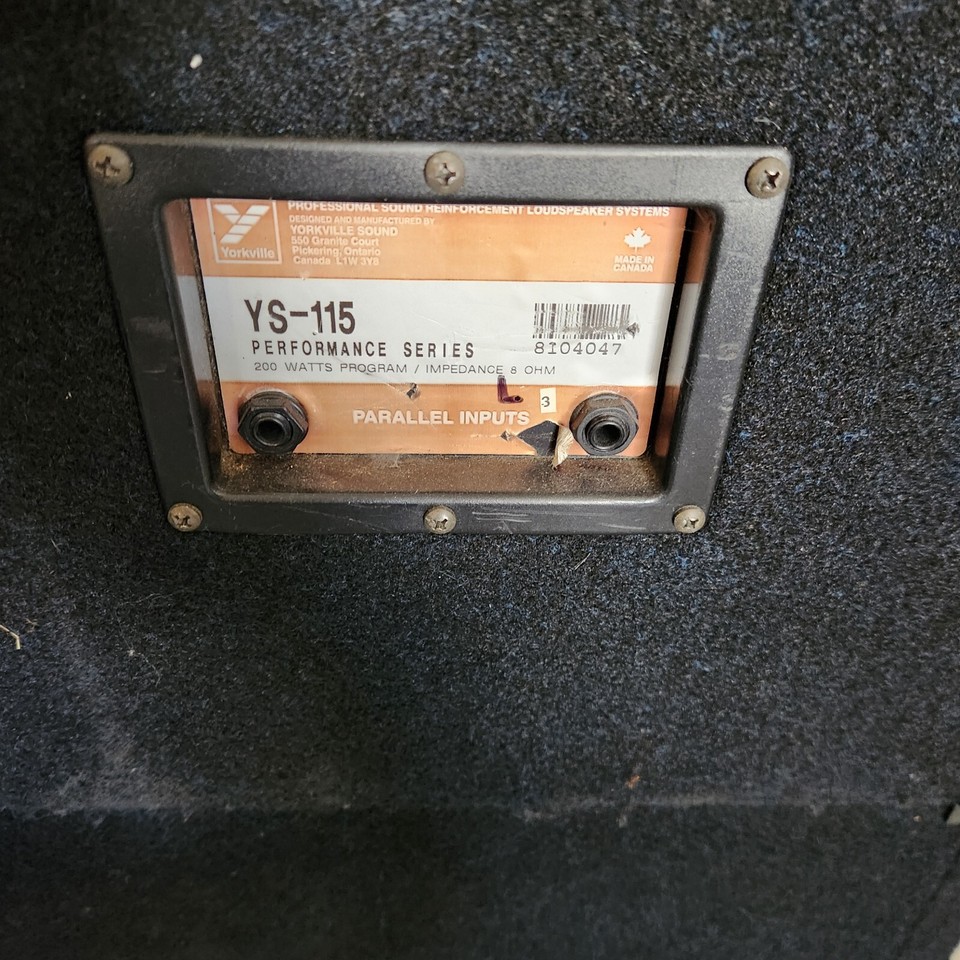 PROFESSIONAL SOUND REINFORCEMENT LOUDSPEAKER SYSTEMS
DESIGNED AND MANUFACTURED BY
YORKVILLE SOUND
550 Granite Court
Pickering, Ontario
Canada L1W 3Y8
Yorkville
MADE IN
CANADA
YS-115
PERFORMANCE SERIES
8104047
200 WATTS PROGRAM / IMPEDANCE 8 OHM
L
3
PARALLEL INPUTS